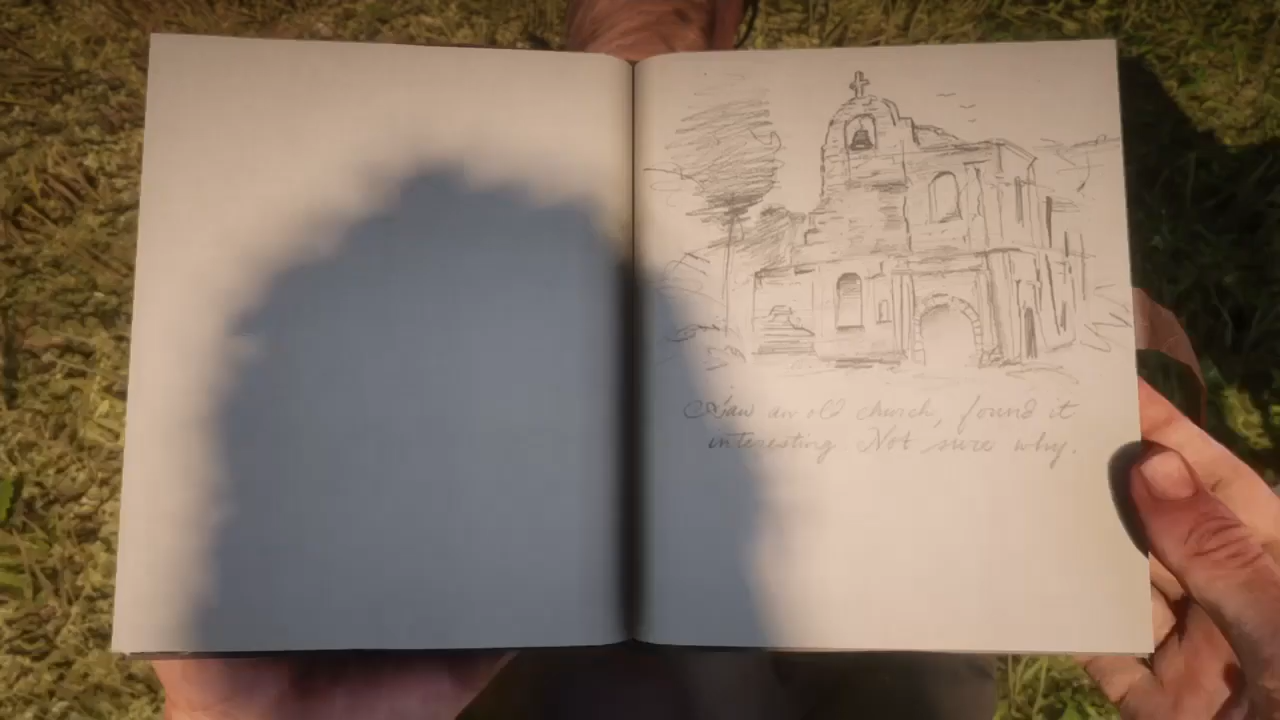 Saw an old church, found it
interesting. Not sure why.